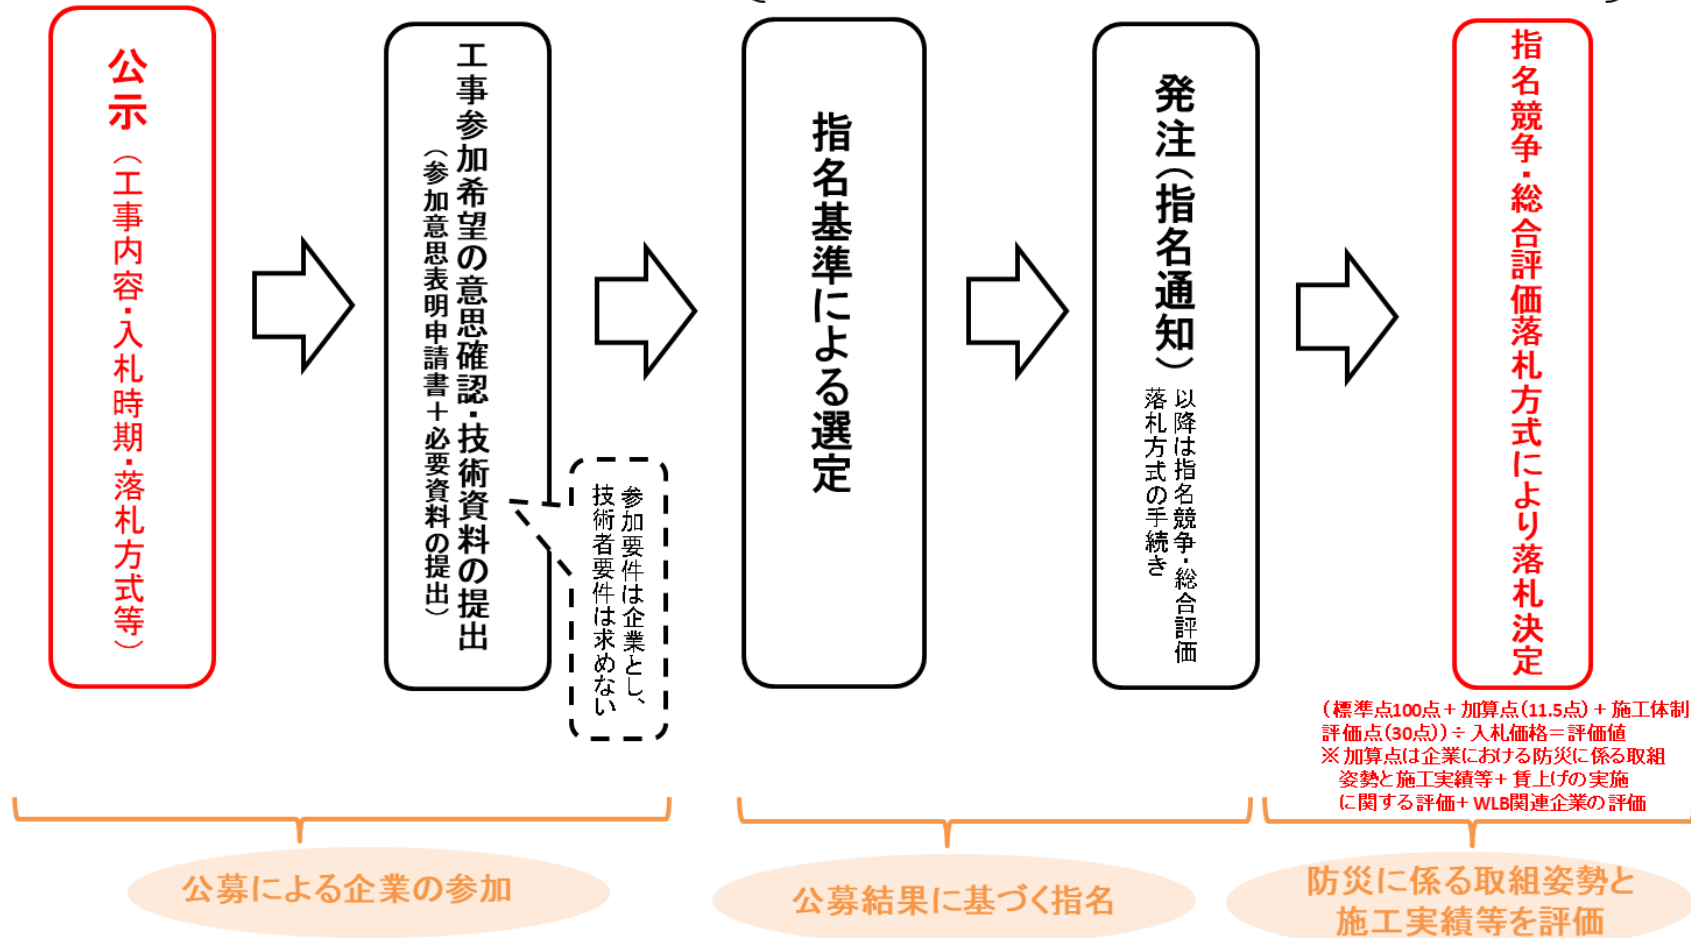 公示（工事内容・入札時期・落札方式等）
工事参加希望の意思確認・技術資料の提出
（参加意思表明申請書＋必要資料の提出）
参加要件は企業とし、
技術者要件は求めない
指名基準による選定
発注（指名通知）
以降は指名競争・総合評価
落札方式の手続き
指名競争・総合評価落札方式により落札決定
（標準点100点＋加算点（11.5点）＋施工体制
評価点（30点））÷入札価格＝評価値
※加算点は企業における防災に係る取組
姿勢と施工実績等＋賃上げの実施
に関する評価＋WLB関連企業の評価
公募による企業の参加
公募結果に基づく指名
防災に係る取組姿勢と
施工実績等を評価